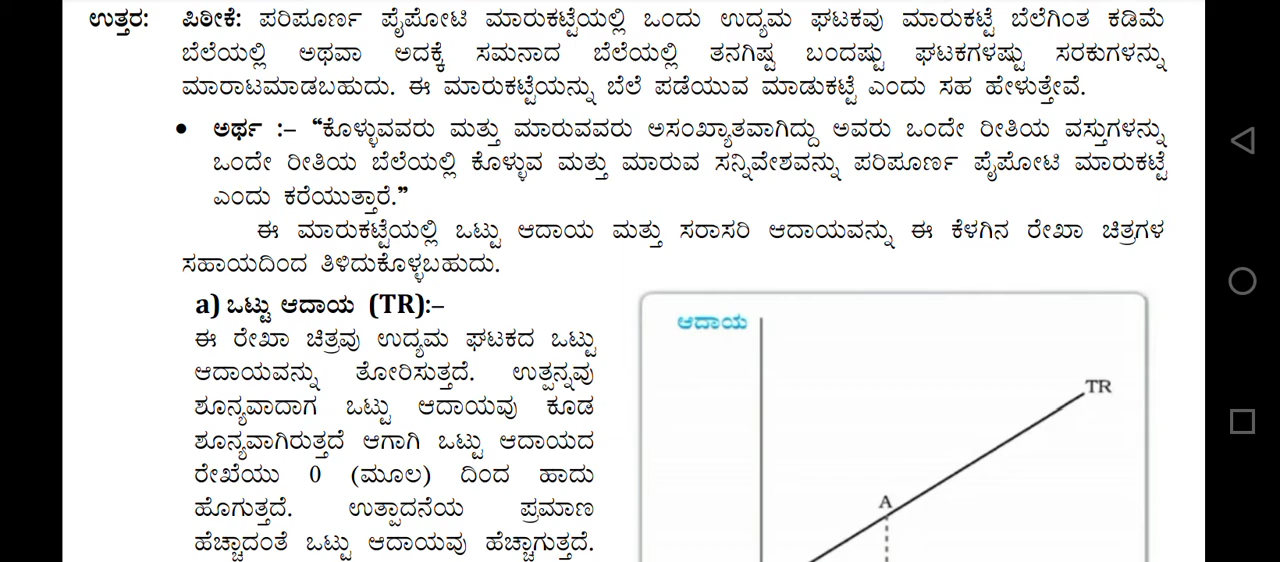 ಉತ್ತರ: ಪಿಠೀಕೆ: ಪರಿಪೂರ್ಣ ಪೈಪೋಟಿ ಮಾರುಕಟ್ಟೆಯಲ್ಲಿ ಒಂದು ಉದ್ಯಮ ಘಟಕವು ಮಾರುಕಟ್ಟೆ ಬೆಲೆಗಿಂತ ಕಡಿಮೆ
ಬೆಲೆಯಲ್ಲಿ ಅಥವಾ ಅದಕ್ಕೆ ಸಮನಾದ ಬೆಲೆಯಲ್ಲಿ ತನಗಿಷ್ಟ ಬಂದಷ್ಟು ಘಟಕಗಳಷ್ಟು ಸರಕುಗಳನ್ನು
ಮಾರಾಟಮಾಡಬಹುದು. ಈ ಮಾರುಕಟ್ಟೆಯನ್ನು ಬೆಲೆ ಪಡೆಯುವ ಮಾಡುಕಟ್ಟೆ ಎಂದು ಸಹ ಹೇಳುತ್ತೇವೆ.
• ಅರ್ಥ :– “ಕೊಳ್ಳುವವರು ಮತ್ತು ಮಾರುವವರು ಅಸಂಖ್ಯಾತವಾಗಿದ್ದು ಅವರು ಒಂದೇ ರೀತಿಯ ವಸ್ತುಗಳನ್ನು
ಒಂದೇ ರೀತಿಯ ಬೆಲೆಯಲ್ಲಿ ಕೊಳ್ಳುವ ಮತ್ತು ಮಾರುವ ಸನ್ನಿವೇಶವನ್ನು ಪರಿಪೂರ್ಣ ಪೈಪೋಟಿ ಮಾರುಕಟ್ಟೆ
ಎಂದು ಕರೆಯುತ್ತಾರೆ.”
ಈ ಮಾರುಕಟ್ಟೆಯಲ್ಲಿ ಒಟ್ಟು ಆದಾಯ ಮತ್ತು ಸರಾಸರಿ ಆದಾಯವನ್ನು ಈ ಕೆಳಗಿನ ರೇಖಾ ಚಿತ್ರಗಳ
ಸಹಾಯದಿಂದ ತಿಳಿದುಕೊಳ್ಳಬಹುದು.
a) ಒಟ್ಟು ಆದಾಯ (TR):–
ಈ ರೇಖಾ ಚಿತ್ರವು ಉದ್ಯಮ ಘಟಕದ ಒಟ್ಟು
ಆದಾಯವನ್ನು ತೋರಿಸುತ್ತದೆ. ಉತ್ಪನ್ನವು
ಶೂನ್ಯವಾದಾಗ ಒಟ್ಟು ಆದಾಯವು ಕೂಡ
ಶೂನ್ಯವಾಗಿರುತ್ತದೆ ಆಗಾಗಿ ಒಟ್ಟು ಆದಾಯದ
ರೇಖೆಯು 0 (ಮೂಲ) ದಿಂದ ಹಾದು
ಹೊಗುತ್ತದೆ. ಉತ್ಪಾದನೆಯ ಪ್ರಮಾಣ
ಹೆಚ್ಚಾದಂತೆ ಒಟ್ಟು ಆದಾಯವು ಹೆಚ್ಚಾಗುತ್ತದೆ.
ಆದಾಯ
TR
A